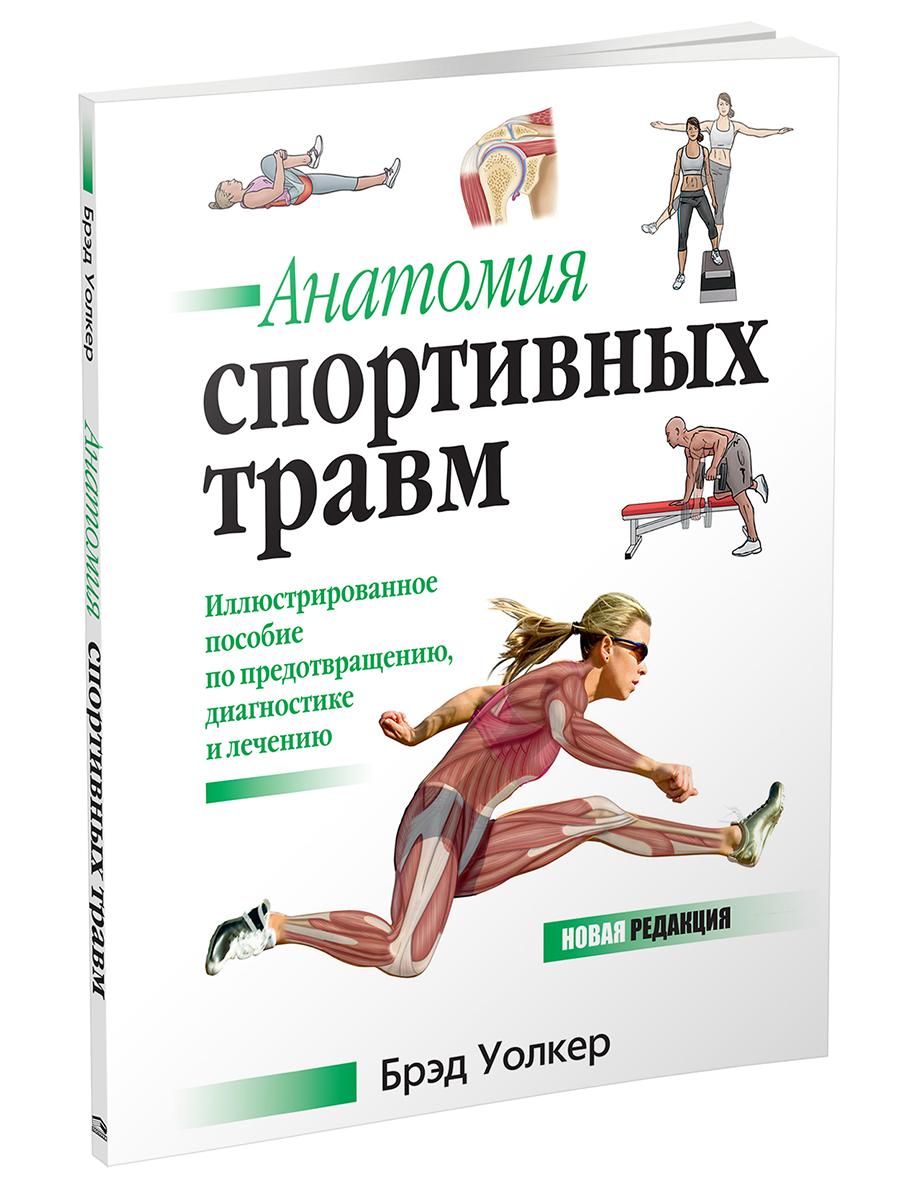 Анатомия
спортивных
травм
Иллюстрированное
пособие
по предотвращению,
диагностике
и лечению
НОВАЯ РЕДАКЦИЯ
Брэд Уолкер
Брэд Уолкер Анатомия спортивных травм